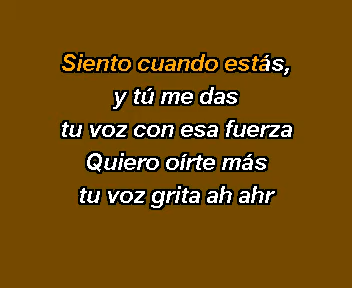 Siento cuando estás,
y tú me das
tu voz con esa fuerza
Quiero oírte más
tu voz grita ah ahr